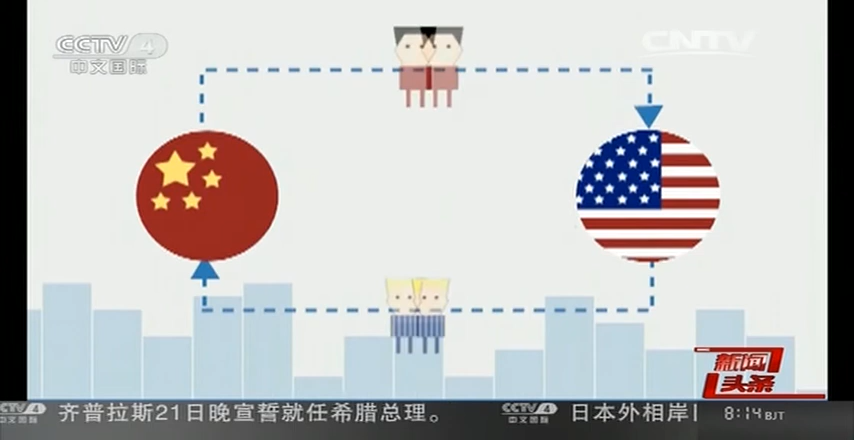 CCTV 4
中文国际
CNTV
新闻
头条
CCTV 4
中文国际
齐普拉斯21日晚宣誓就任希腊总理。
CCTV 4
中文国际
日本外相岸
8:14 BJT